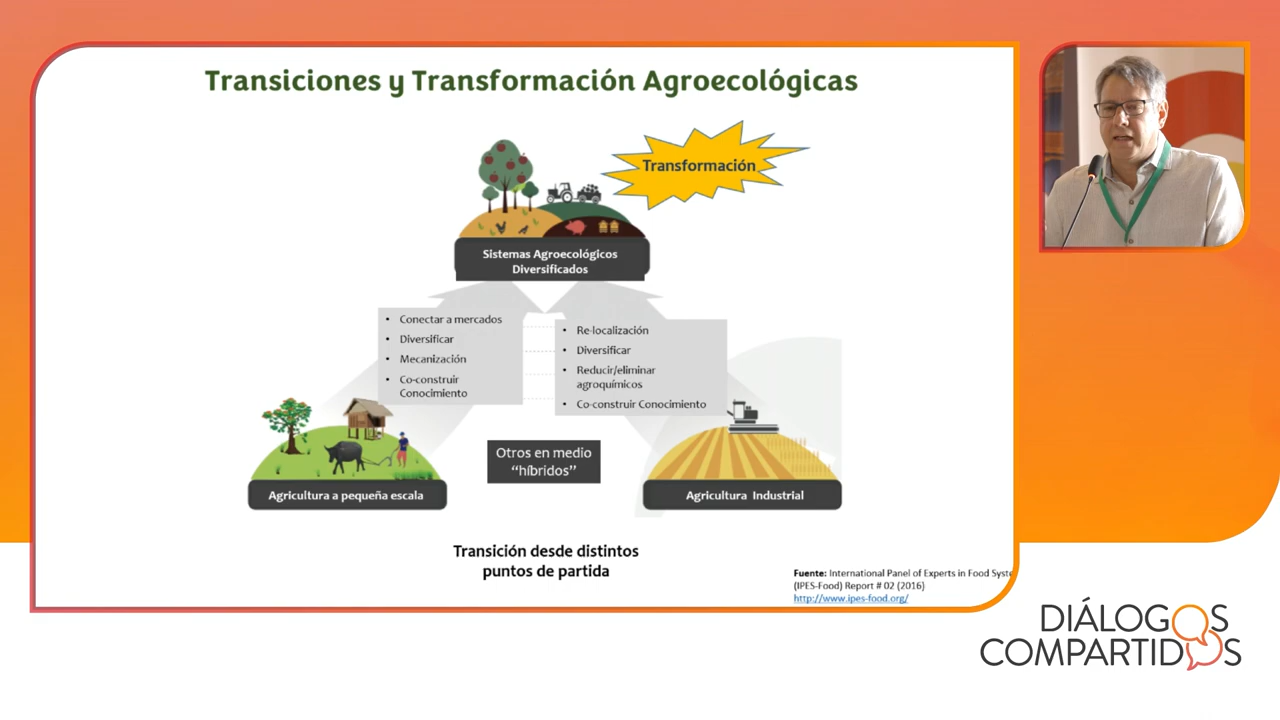 Transiciones y Transformación Agroecológicas
Transformación
Sistemas Agroecológicos
Diversificados
• Conectar a mercados
• Diversificar
• Mecanización
• Co-construir
Conocimiento
• Re-localización
• Diversificar
• Reducir/eliminar
agroquímicos
• Co-construir Conocimiento
Otros en medio
“híbridos”
Agricultura a pequeña escala
Agricultura Industrial
Transición desde distintos
puntos de partida
Fuente: International Panel of Experts in Food Syste
(IPES-Food) Report # 02 (2016)
http://www.ipes-food.org/
DIÁLOGOS
COMPARTIDOS